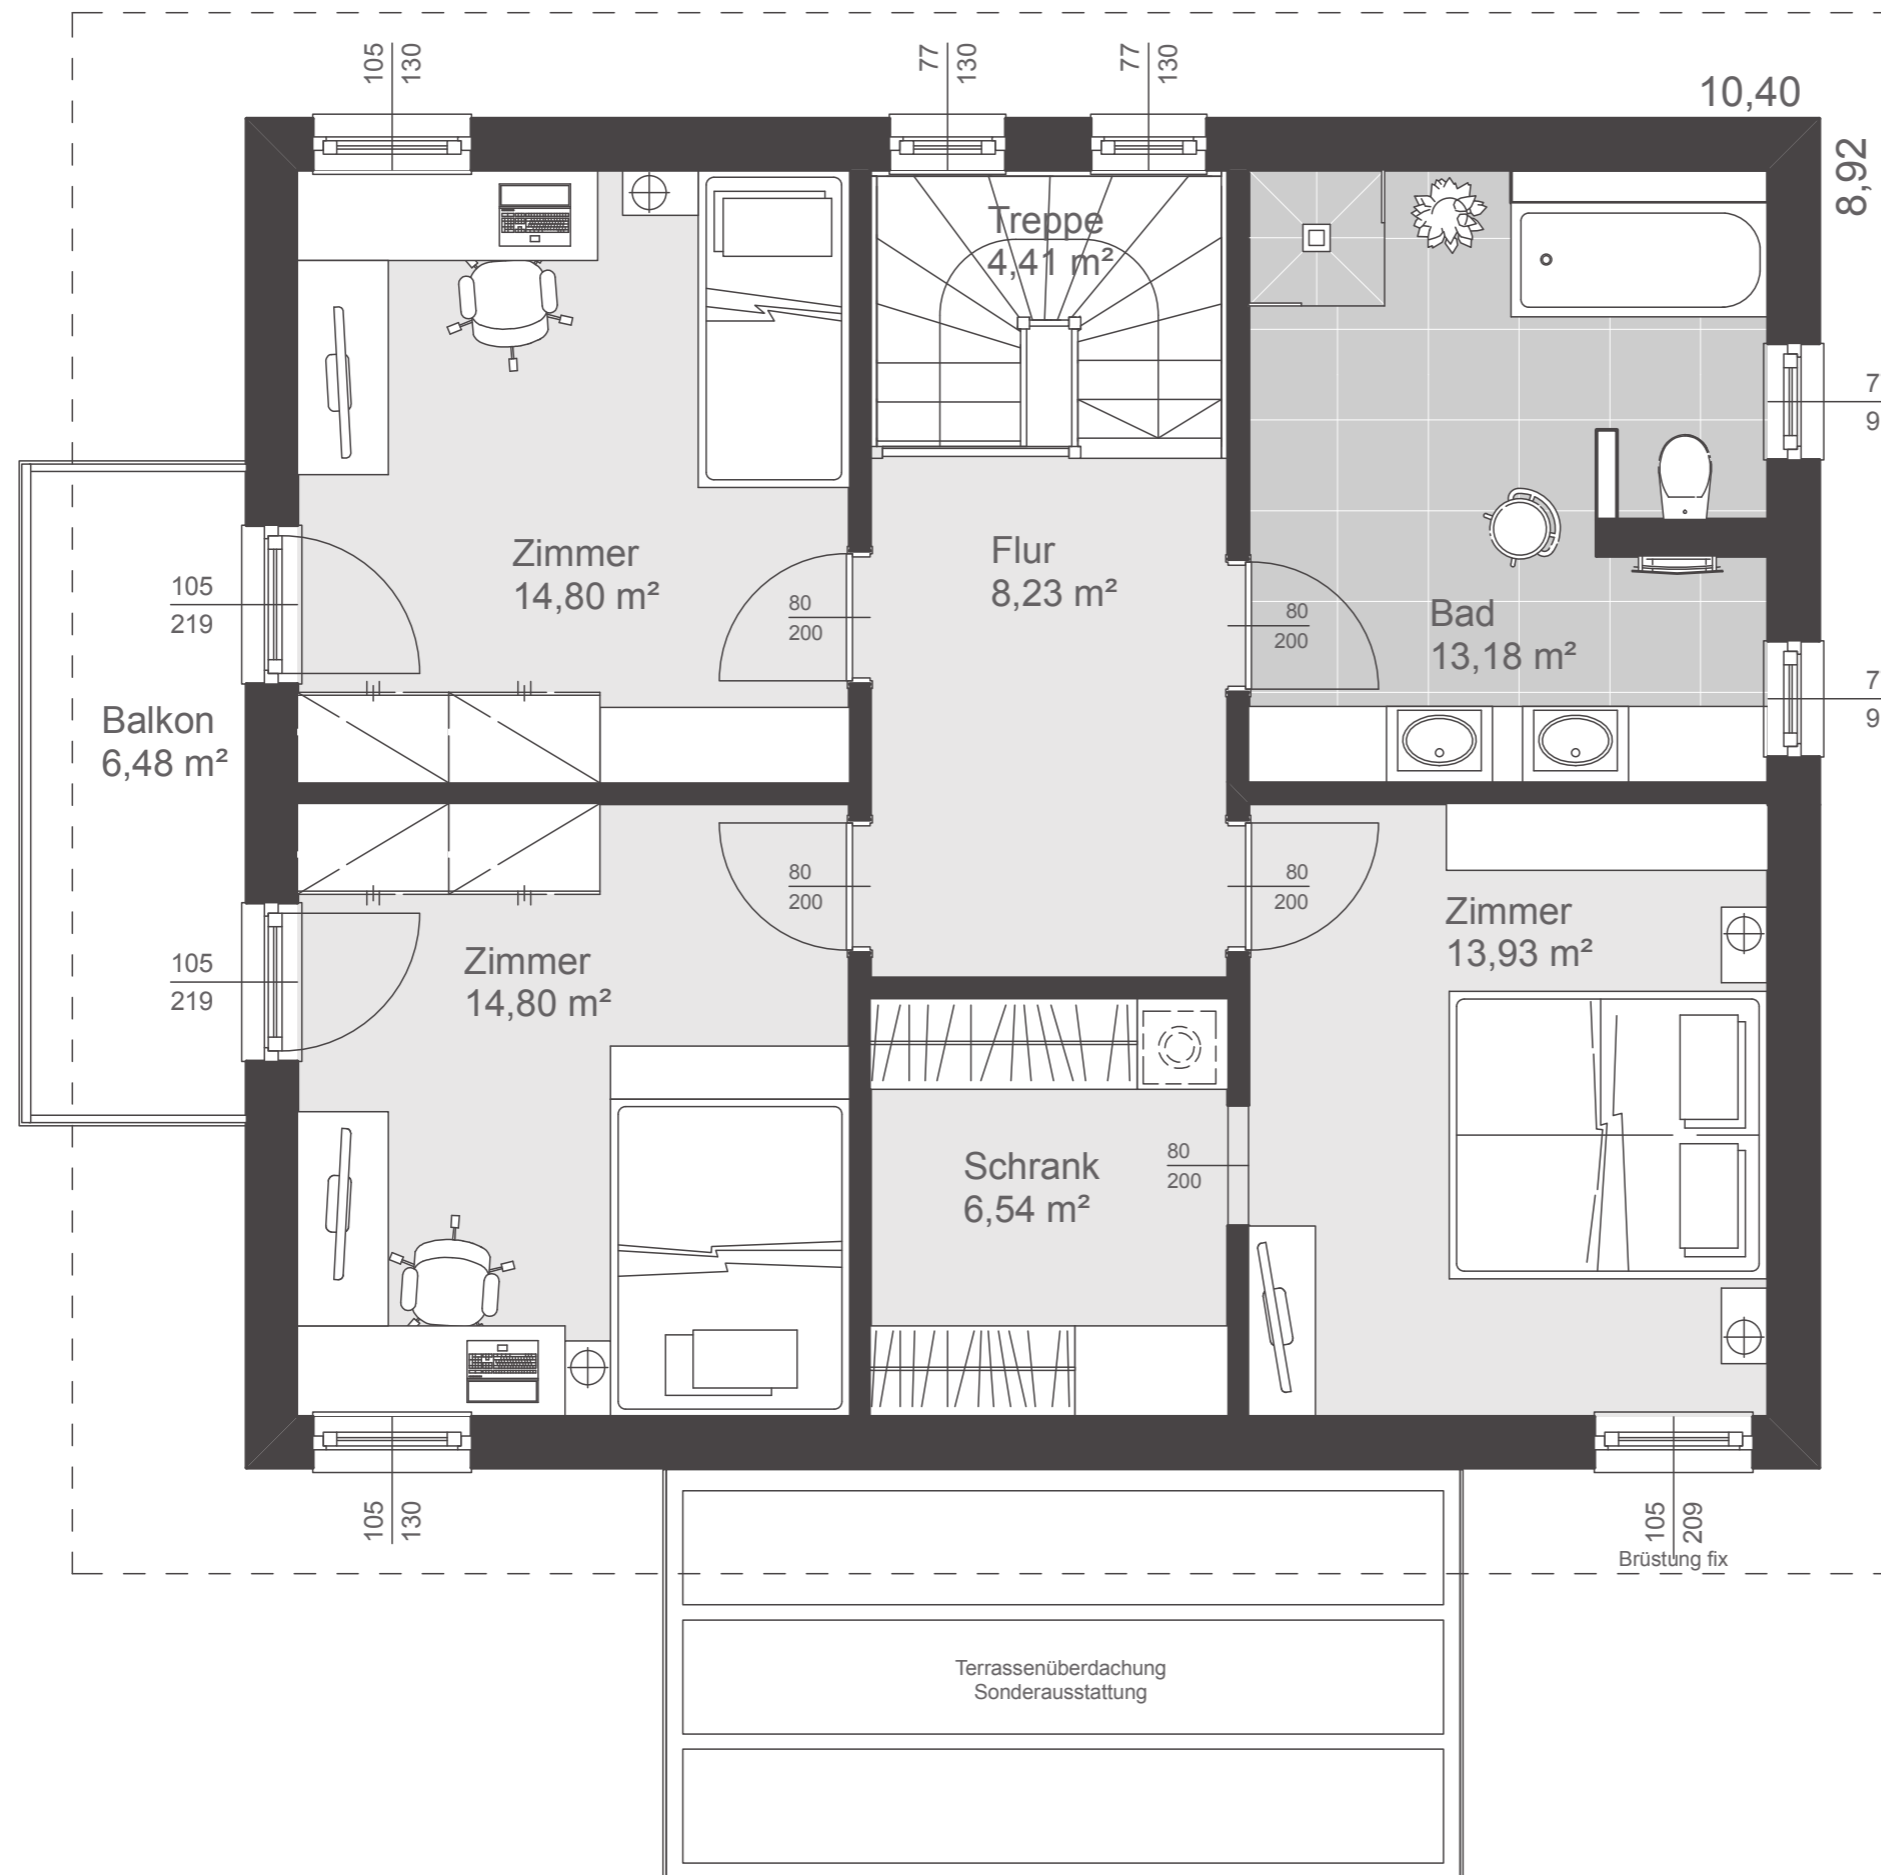 105
130
77
130
77
130
10,40
8,92
Treppe
4,41 m²
7
9
Zimmer
14,80 m²
Flur
8,23 m²
105
219
80
200
80
200
Bad
13,18 m²
7
9
Balkon
6,48 m²
80
200
80
200
Zimmer
13,93 m²
Zimmer
14,80 m²
105
219
Schrank
6,54 m²
80
200
105
130
105
209
Brüstung fix
Terrassenüberdachung
Sonderausstattung